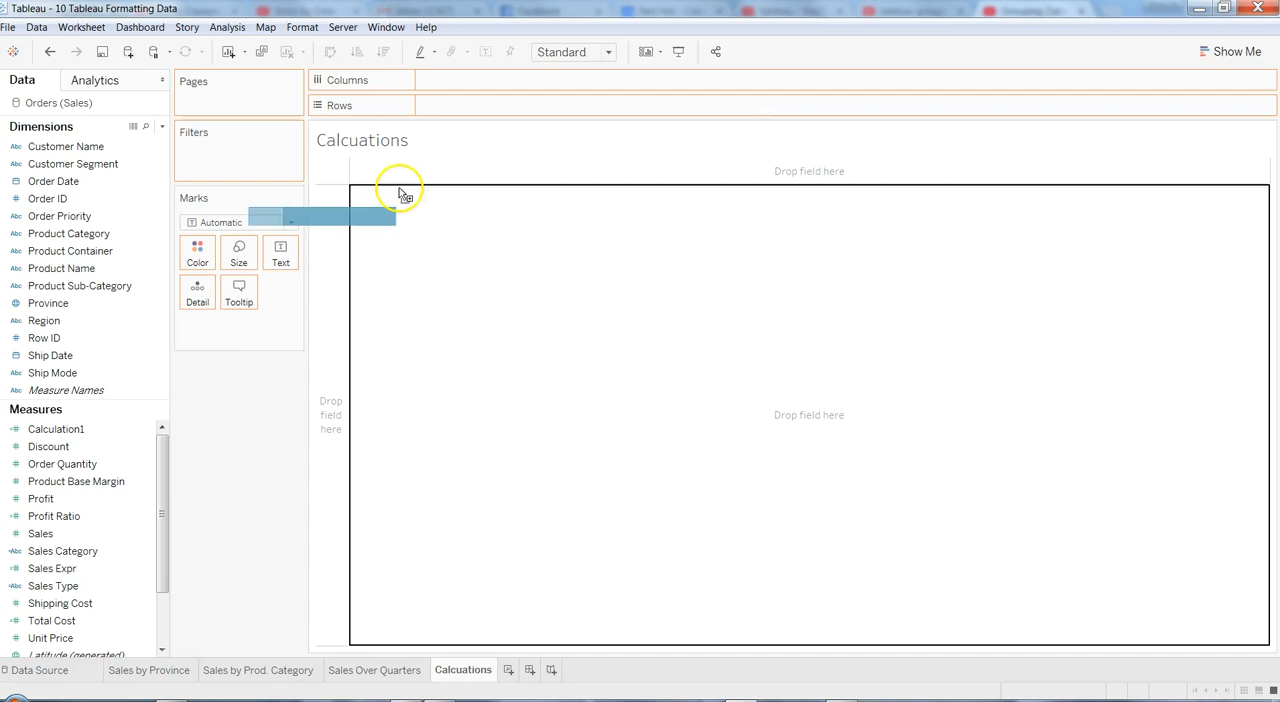 Tableau - 10 Tableau Formatting Data
File Data Worksheet Dashboard Story Analysis Map Format Server Window Help
Standard
Show Me
Data Analytics
Pages
Columns
Orders (Sales)
Rows
Dimensions
Filters
Calcuations
Customer Name
Customer Segment
Drop field here
Order Date
Order ID
Marks
Order Priority
Automatic
Product Category
Product Container
Color Size Text
Product Name
Product Sub-Category
Detail Tooltip
Province
Region
Row ID
Ship Date
Ship Mode
Measure Names
Measures
Drop
field
here
Drop field here
Calculation1
Discount
Order Quantity
Product Base Margin
Profit
Profit Ratio
Sales
Abc Sales Category
Sales Expr
Abc Sales Type
Shipping Cost
Total Cost
Unit Price
Latitude (generated)
Data Source Sales by Province Sales by Prod. Category Sales Over Quarters Calcuations